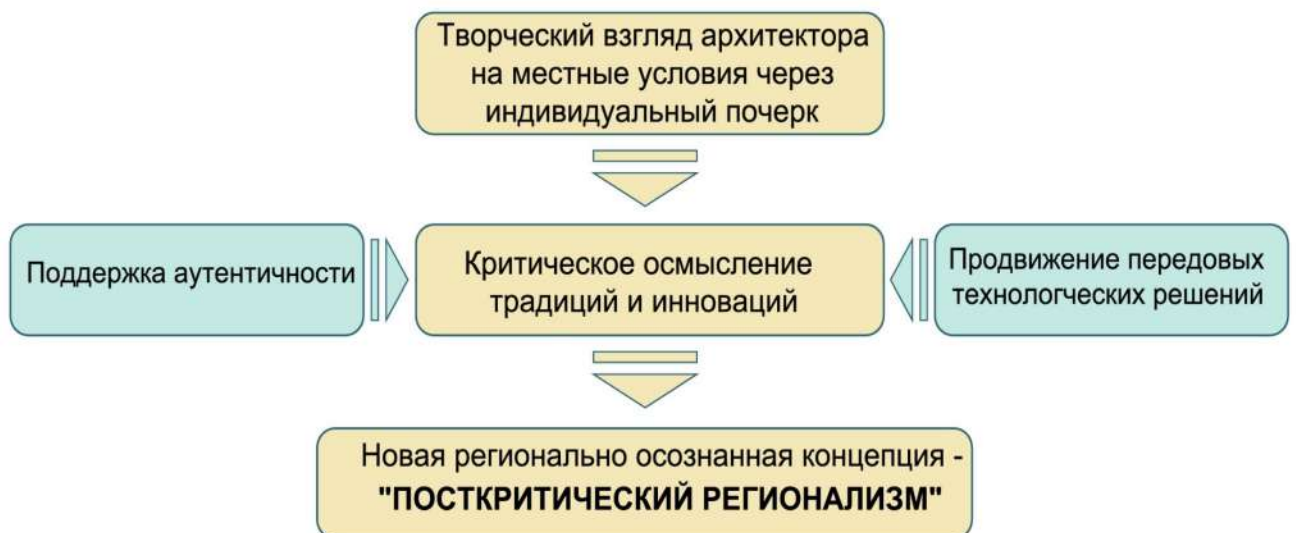 Творческий взгляд архитектора
на местные условия через
индивидуальный почерк
Поддержка аутентичности
Критическое осмысление
традиций и инноваций
Продвижение передовых
технологческих решений
Новая регионально осознанная концепция -
"ПОСТКРИТИЧЕСКИЙ РЕГИОНАЛИЗМ"